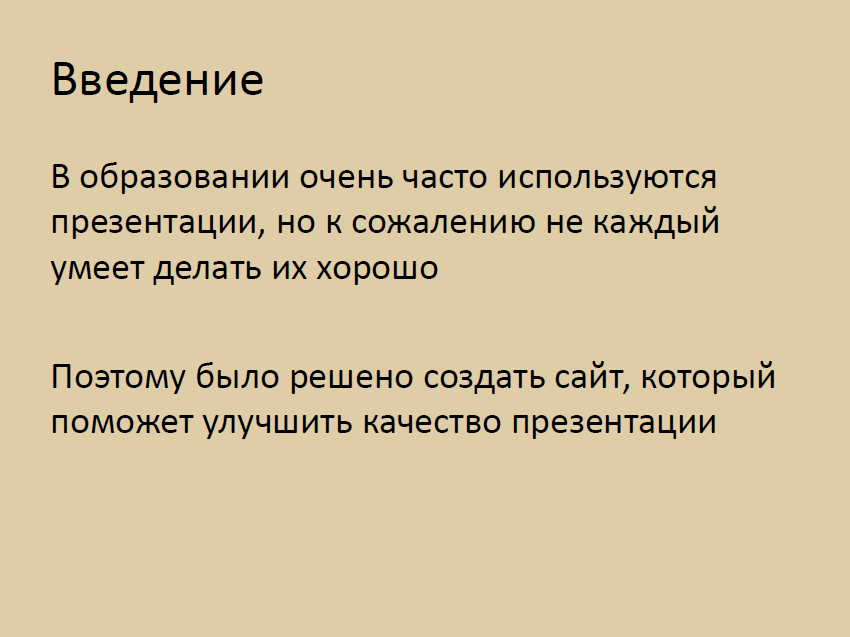 Введение
В образовании очень часто используются
презентации, но к сожалению не каждый
умеет делать их хорошо
Поэтому было решено создать сайт, который
поможет улучшить качество презентации